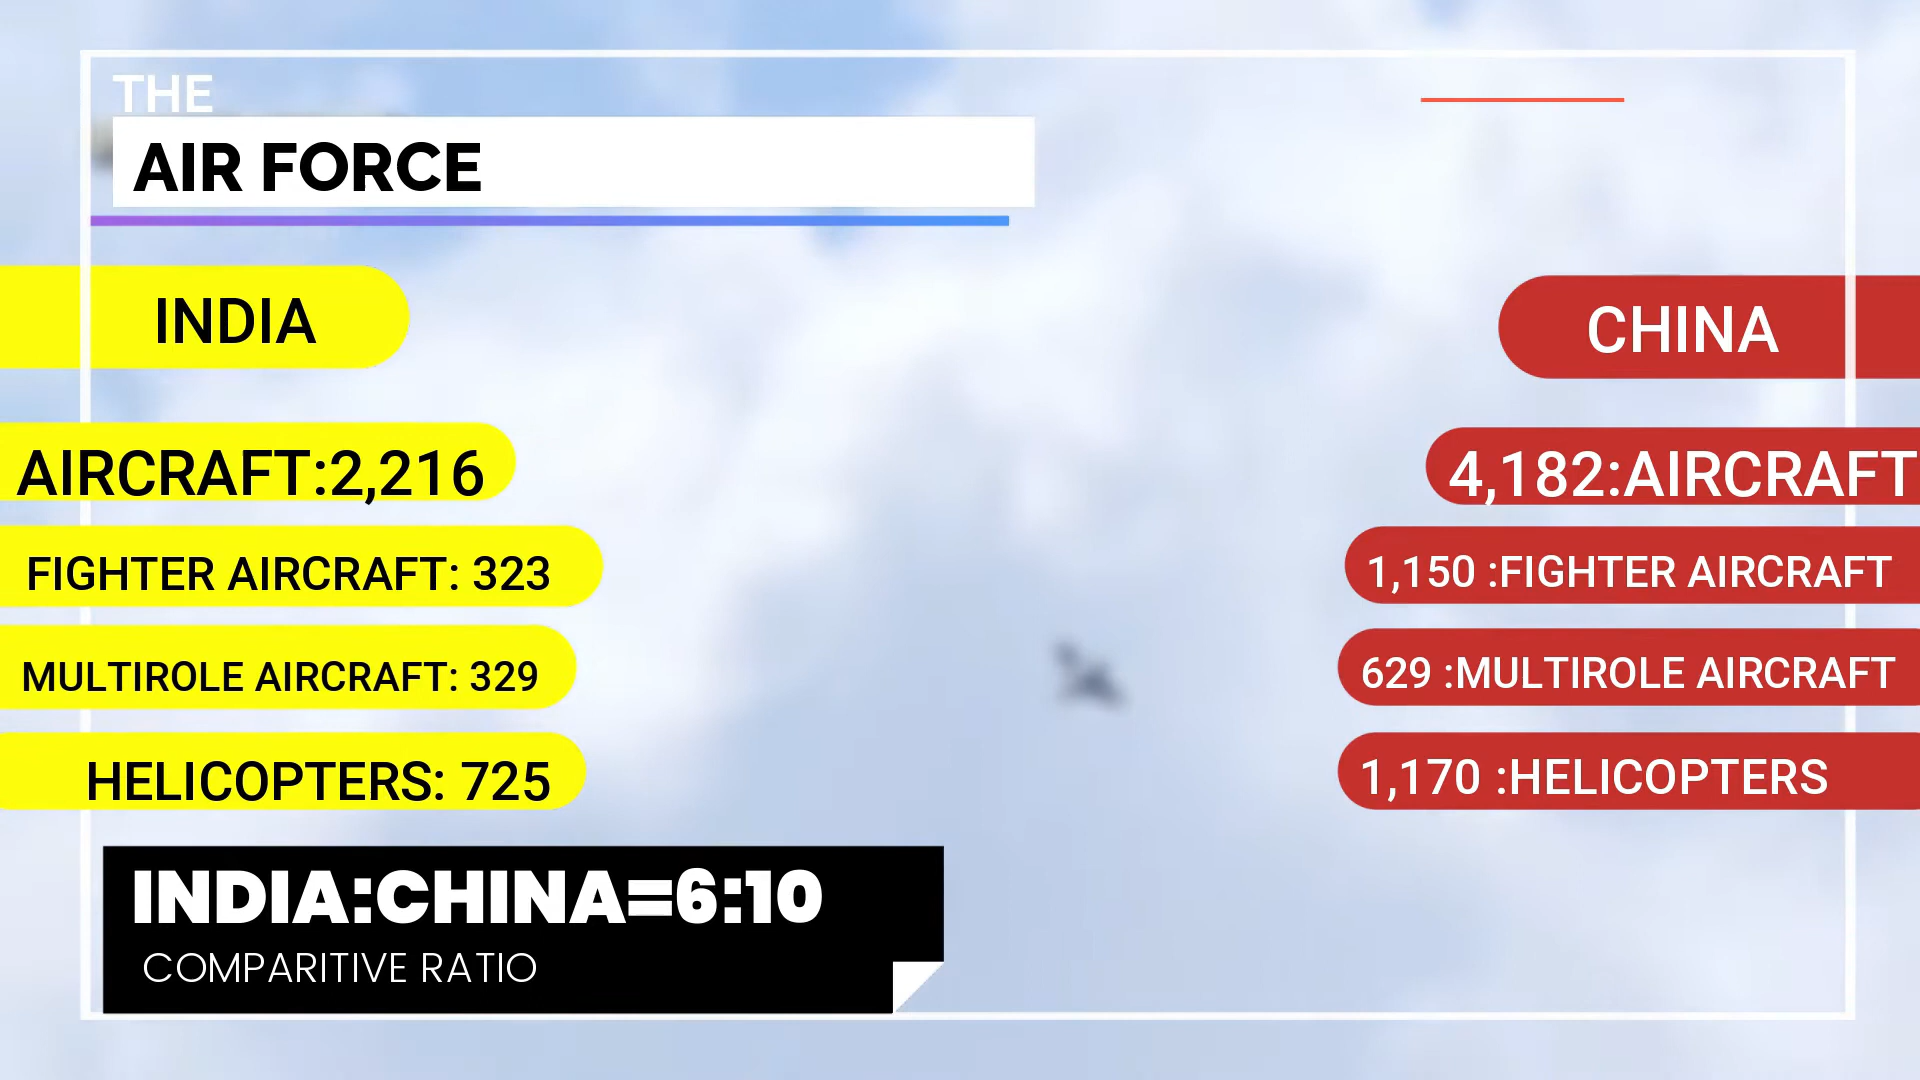 THE
AIR FORCE
INDIA
CHINA
AIRCRAFT:2,216
4,182:AIRCRAFT
FIGHTER AIRCRAFT: 323
1,150 :FIGHTER AIRCRAFT
MULTIROLE AIRCRAFT: 329
629 :MULTIROLE AIRCRAFT
HELICOPTERS: 725
1,170 :HELICOPTERS
INDIA:CHINA=6:10
COMPARITIVE RATIO